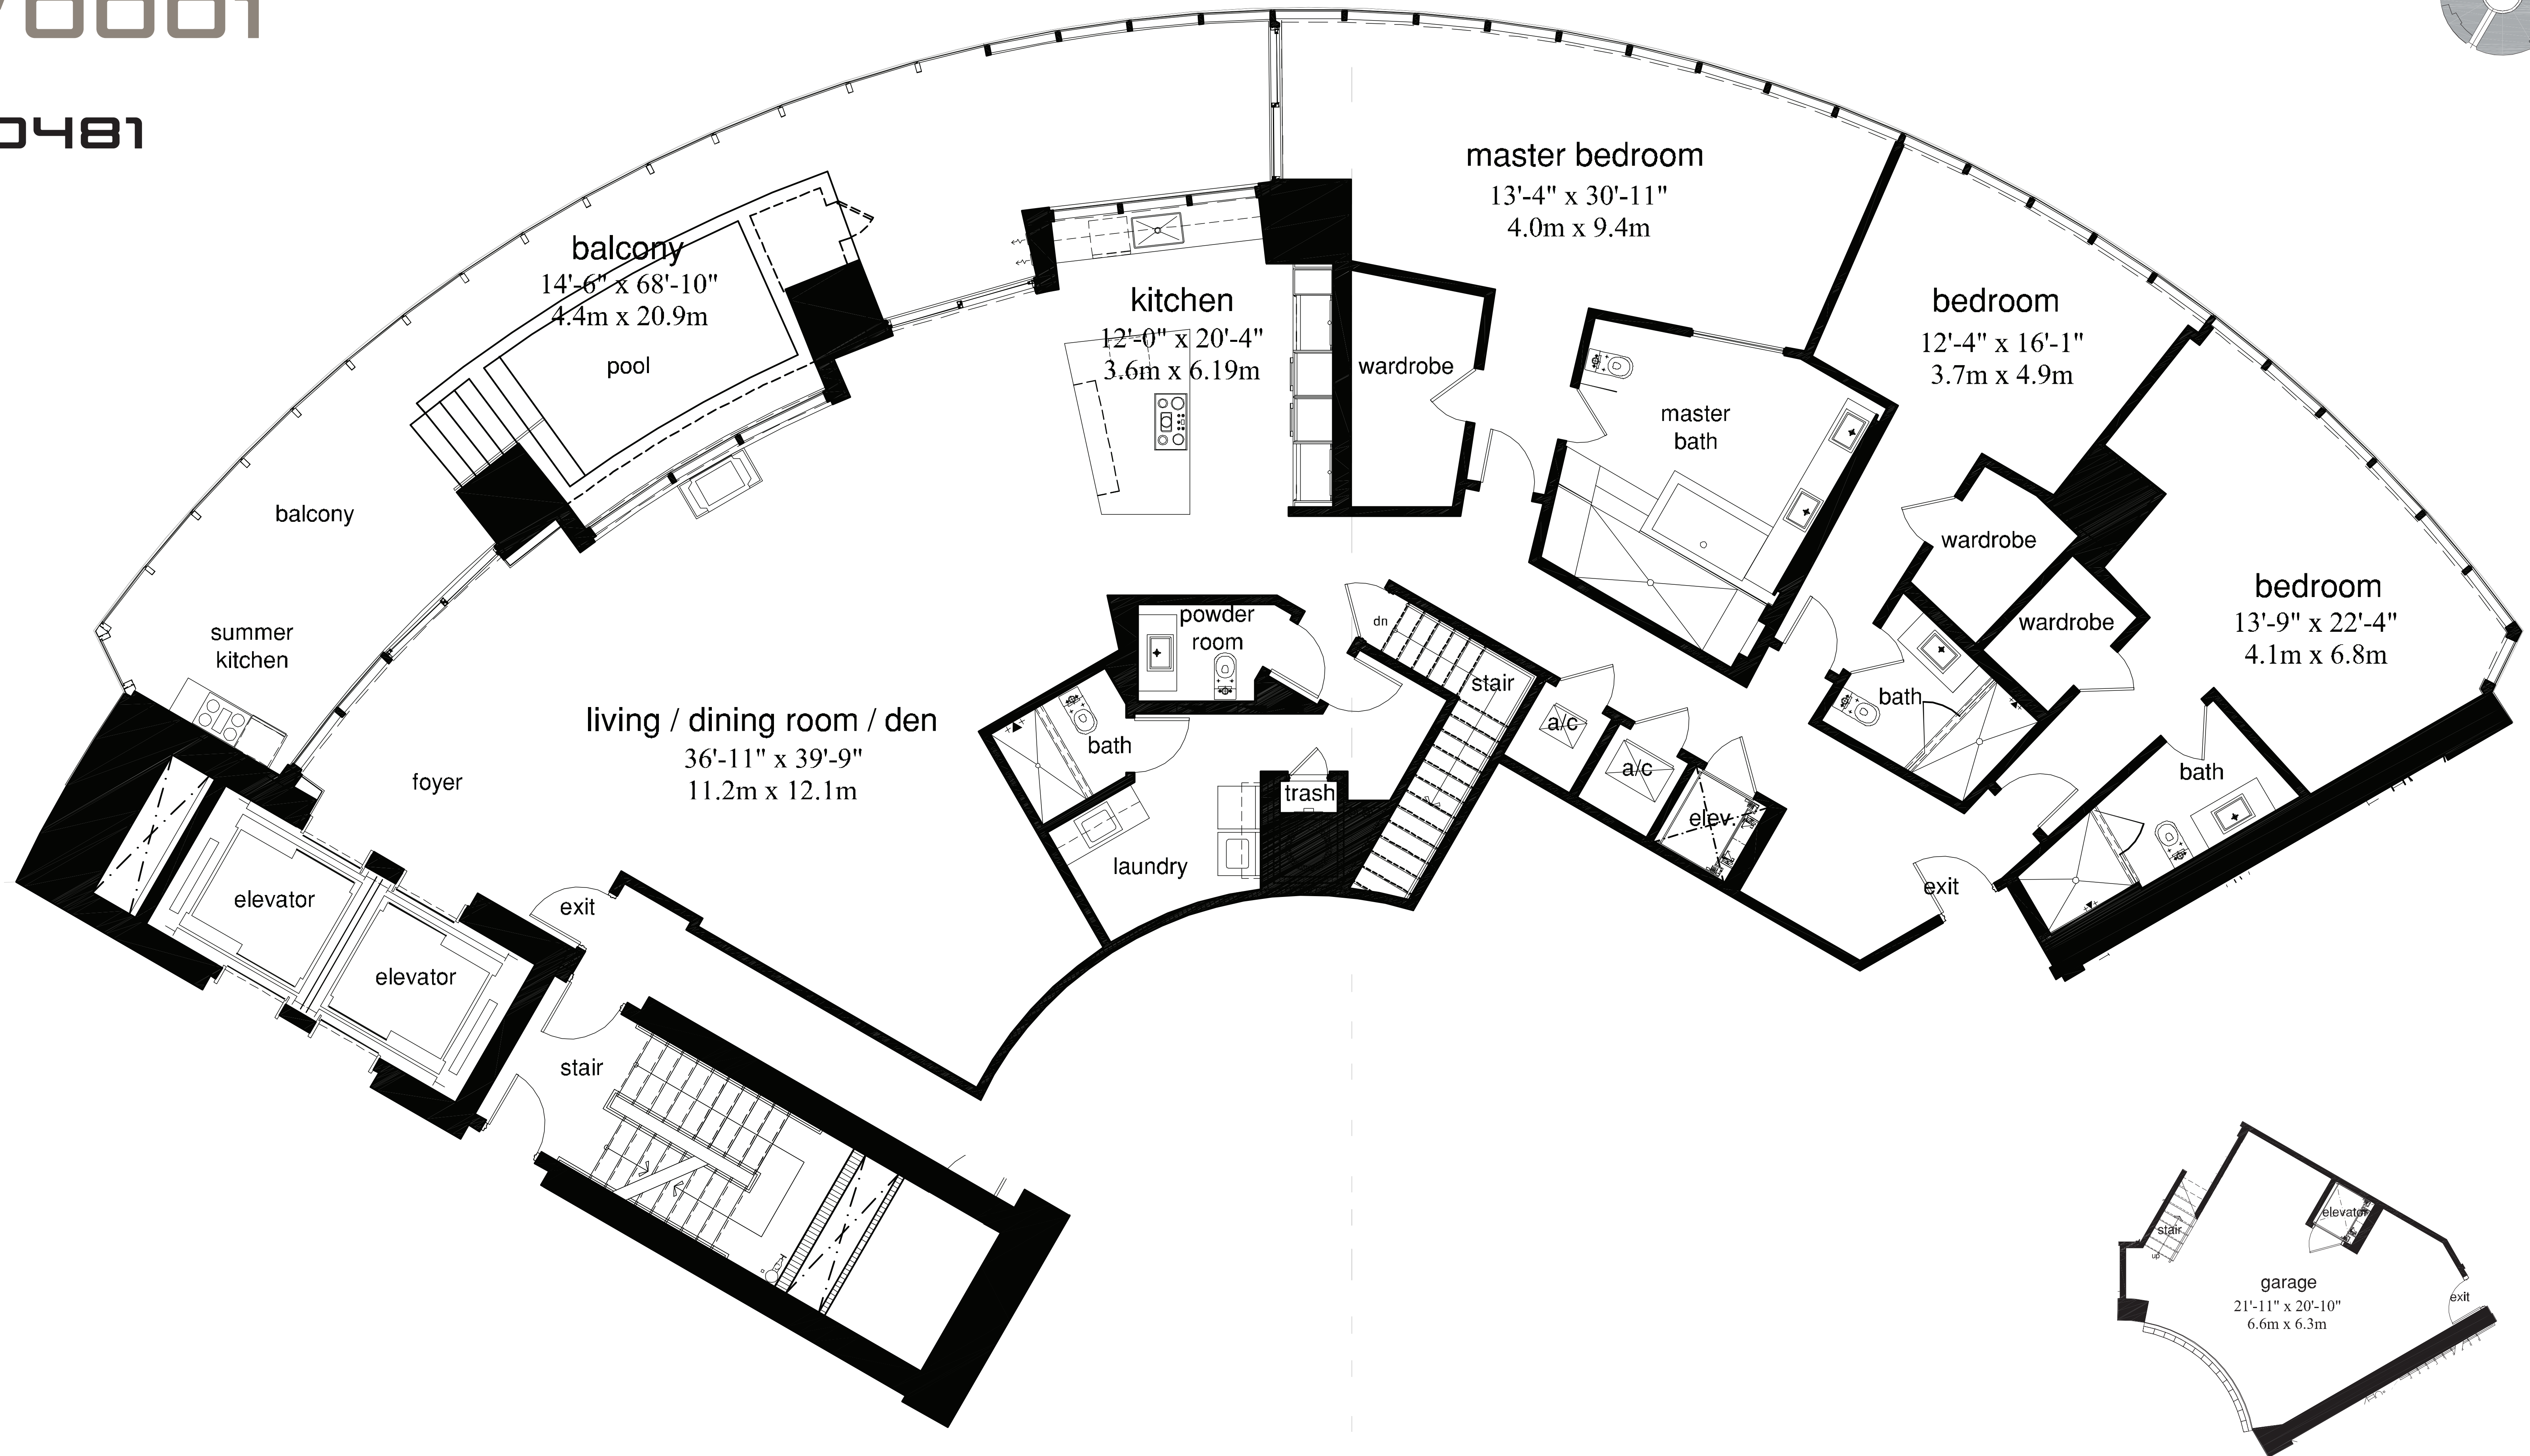 0001
0481
master bedroom
13'-4" x 30'-11"
4.0m x 9.4m
balcony
14'-6" x 68'-10"
4.4m x 20.9m
pool
kitchen
12'-0" x 20'-4"
3.6m x 6.19m
wardrobe
bedroom
12'-4" x 16'-1"
3.7m x 4.9m
master
bath
balcony
wardrobe
bedroom
13'-9" x 22'-4"
4.1m x 6.8m
wardrobe
summer
kitchen
powder
room
dn
stair
bath
living / dining room / den
36'-11" x 39'-9"
11.2m x 12.1m
foyer
bath
a/c
a/c
elev.
bath
trash
laundry
exit
elevator
exit
elevator
stair
elevator
stair
up
garage
21'-11" x 20'-10"
6.6m x 6.3m
exit